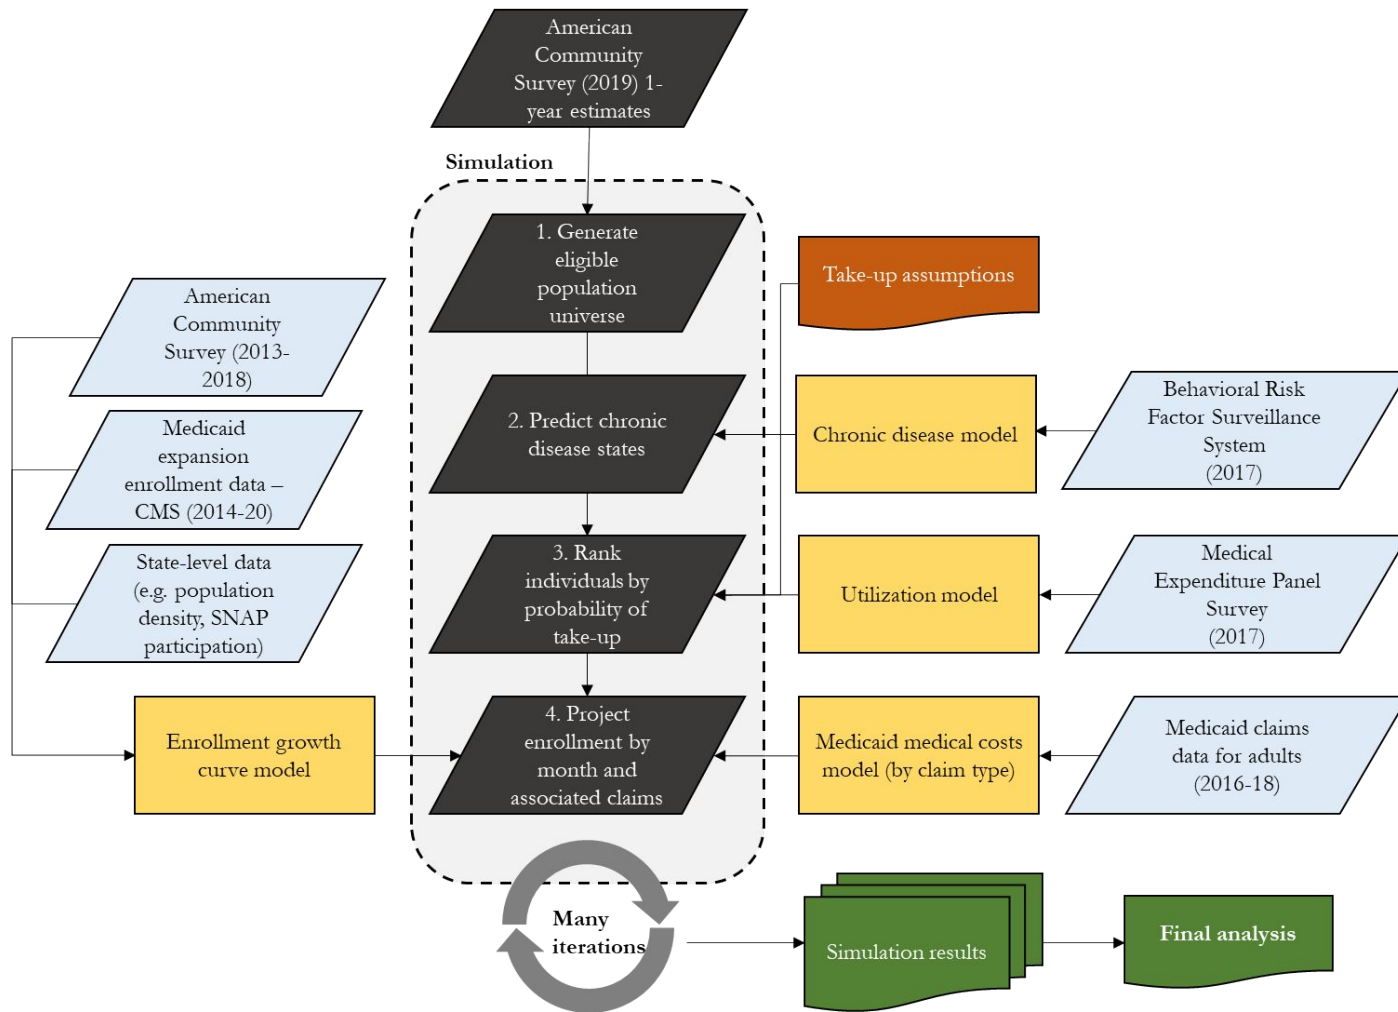 American
Community
Survey (2019) 1-
year estimates
Simulation
1. Generate
eligible
population
universe
Take-up assumptions
American
Community
Survey (2013-
2018)
2. Predict chronic
disease states
Chronic disease model
Behavioral Risk
Factor Surveillance
System
(2017)
Medicaid
expansion
enrollment data –
CMS (2014-20)
3. Rank
individuals by
probability of
take-up
Utilization model
Medical
Expenditure Panel
Survey
(2017)
State-level data
(e.g. population
density, SNAP
participation)
Enrollment growth
curve model
4. Project
enrollment by
month and
associated claims
Medicaid medical costs
model (by claim type)
Medicaid claims
data for adults
(2016-18)
Many
iterations
Simulation results
Final analysis